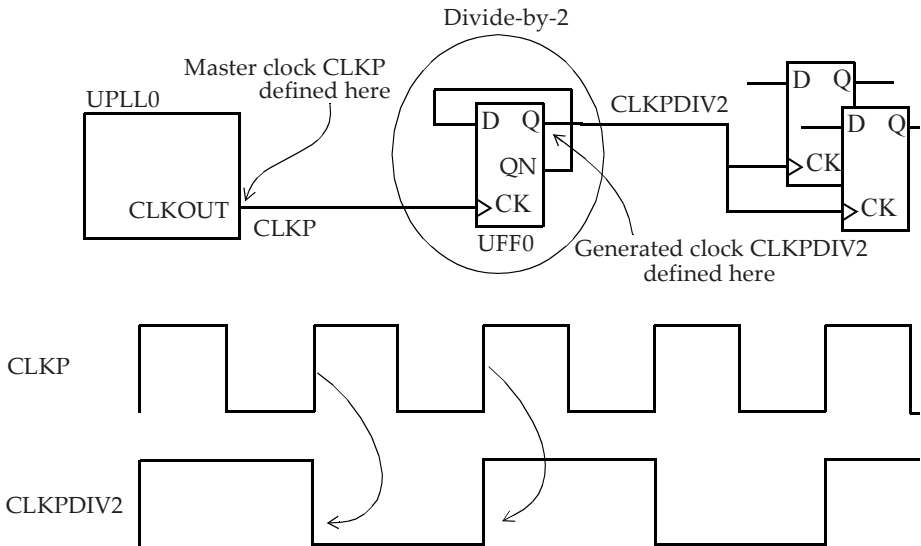 Divide-by-2
Master clock CLKP
defined here
UPLL0
CLKPDIV2
D Q
D Q
D Q
QN
CK
CK
CK
CLKOUT
CLKP
UFF0
Generated clock CLKPDIV2
defined here
CLKP
CLKPDIV2